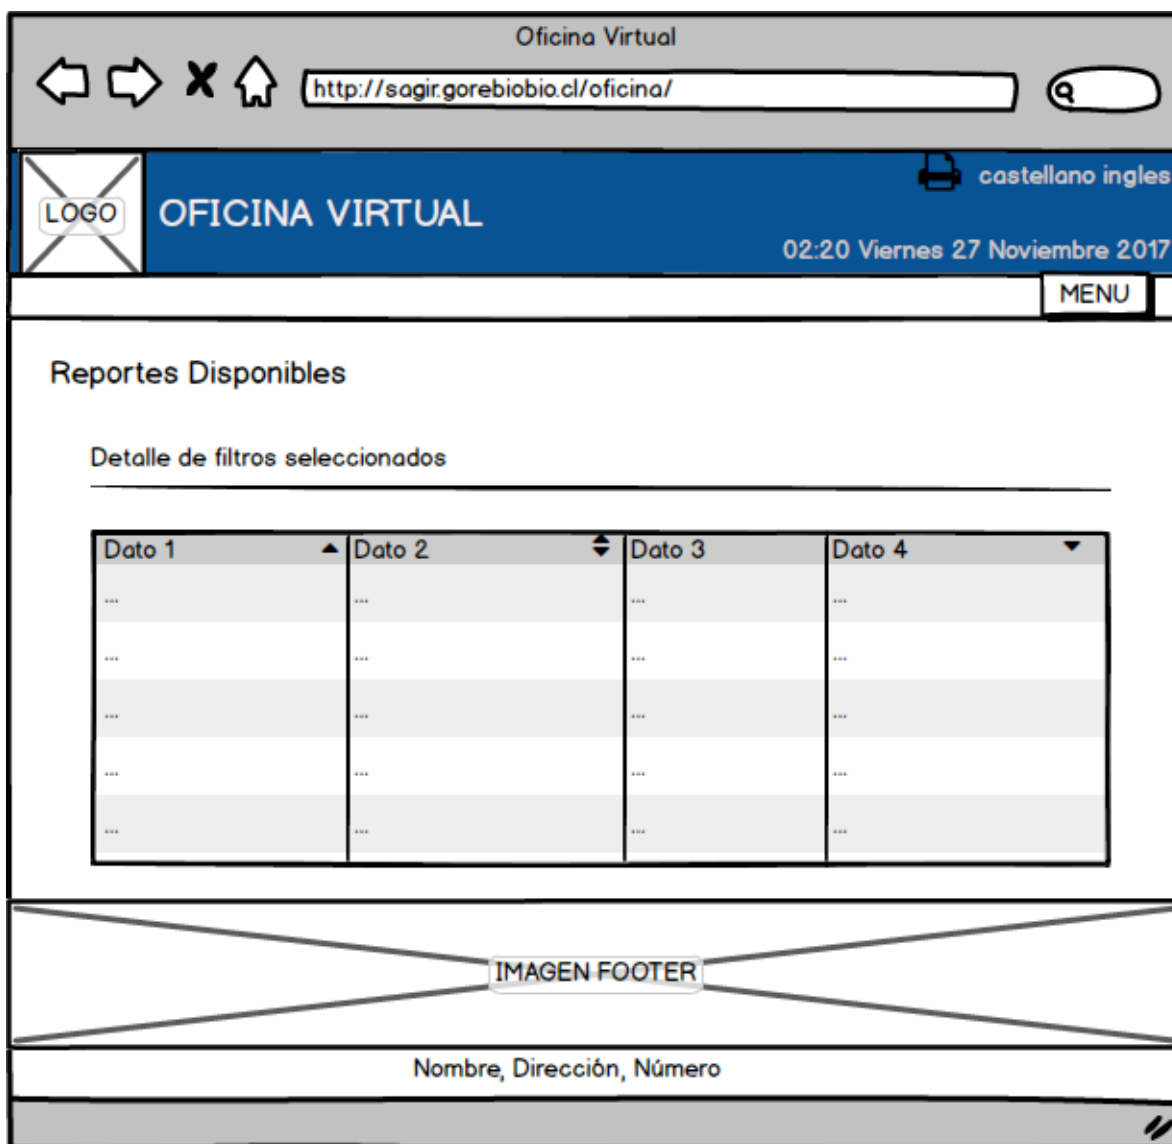 Oficina Virtual
http://sagir.gorebiobio.cl/oficina/
castellano ingles
LOGO
OFICINA VIRTUAL
02:20 Viernes 27 Noviembre 2017
MENU
Reportes Disponibles
Detalle de filtros seleccionados
Dato 1 Dato 2 Dato 3 Dato 4
... ... ... ...
... ... ... ...
... ... ... ...
... ... ... ...
... ... ... ...
IMAGEN FOOTER
Nombre, Dirección, Número